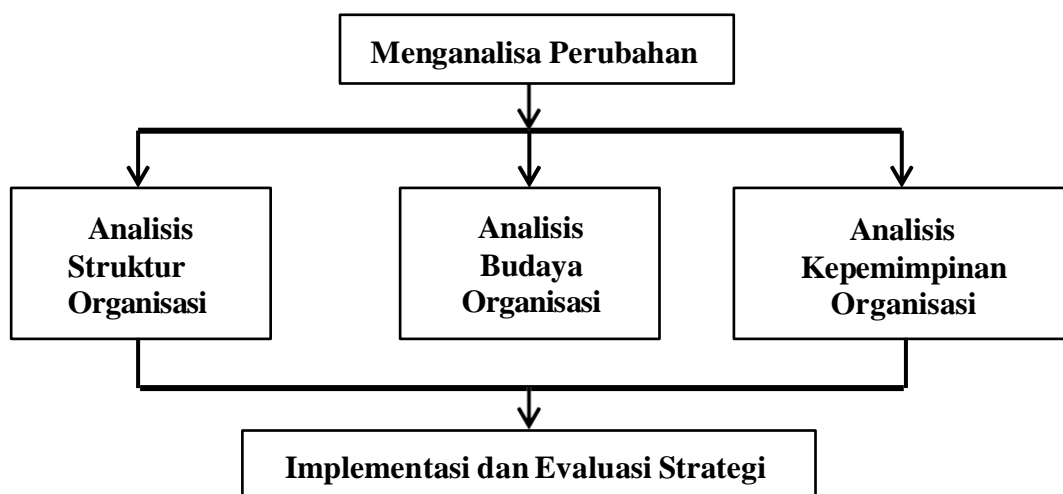 Menganalisa Perubahan
Analisis
Struktur
Organisasi
Analisis
Budaya
Organisasi
Analisis
Kepemimpinan
Organisasi
Implementasi dan Evaluasi Strategi